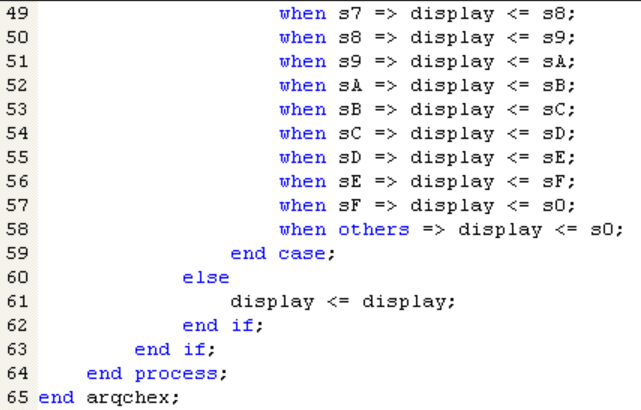 49 when s7 => display <= s8;
50 when s8 => display <= s9;
51 when s9 => display <= sA;
52 when sA => display <= sB;
53 when sB => display <= sC;
54 when sC => display <= sD;
55 when sD => display <= sE;
56 when sE => display <= sF;
57 when sF => display <= s0;
58 when others => display <= s0;
59 end case;
60 else
61 display <= display;
62 end if;
63 end if;
64 end process;
65 end arqchex;